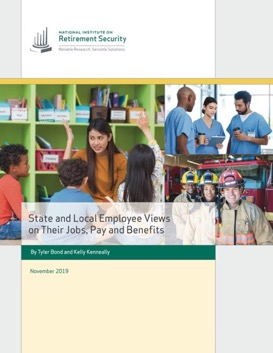 NATIONAL INSTITUTE ON
Retirement Security
Reliable Research. Sensible Solutions.
State and Local Employee Views
on Their Jobs, Pay and Benefits
By Tyler Bond and Kelly Kenneally
November 2019